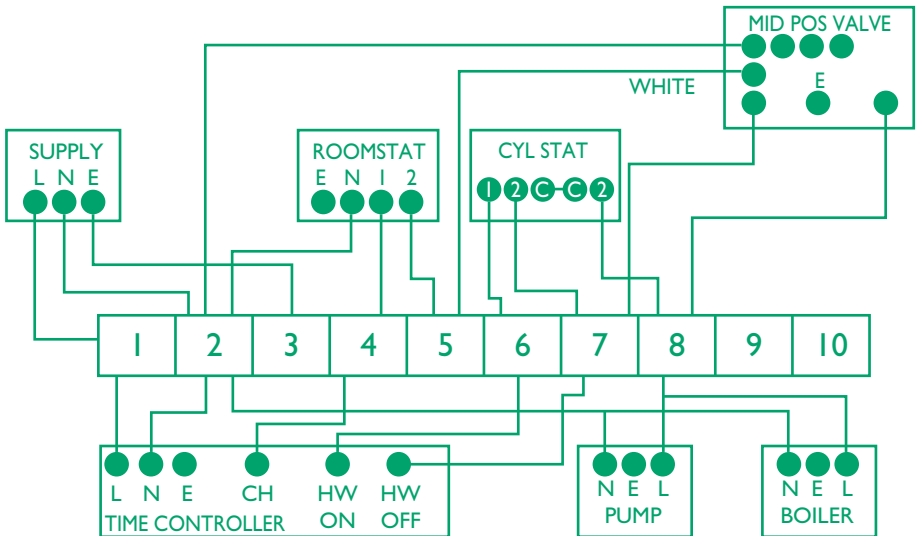 MID POS VALVE
WHITE
E
SUPPLY
L N E
ROOMSTAT
E N 1 2
CYL STAT
1 2 C C 2
1 2 3 4 5 6 7 8 9 10
L N E CH HW ON HW OFF
TIME CONTROLLER
N E L
PUMP
N E L
BOILER